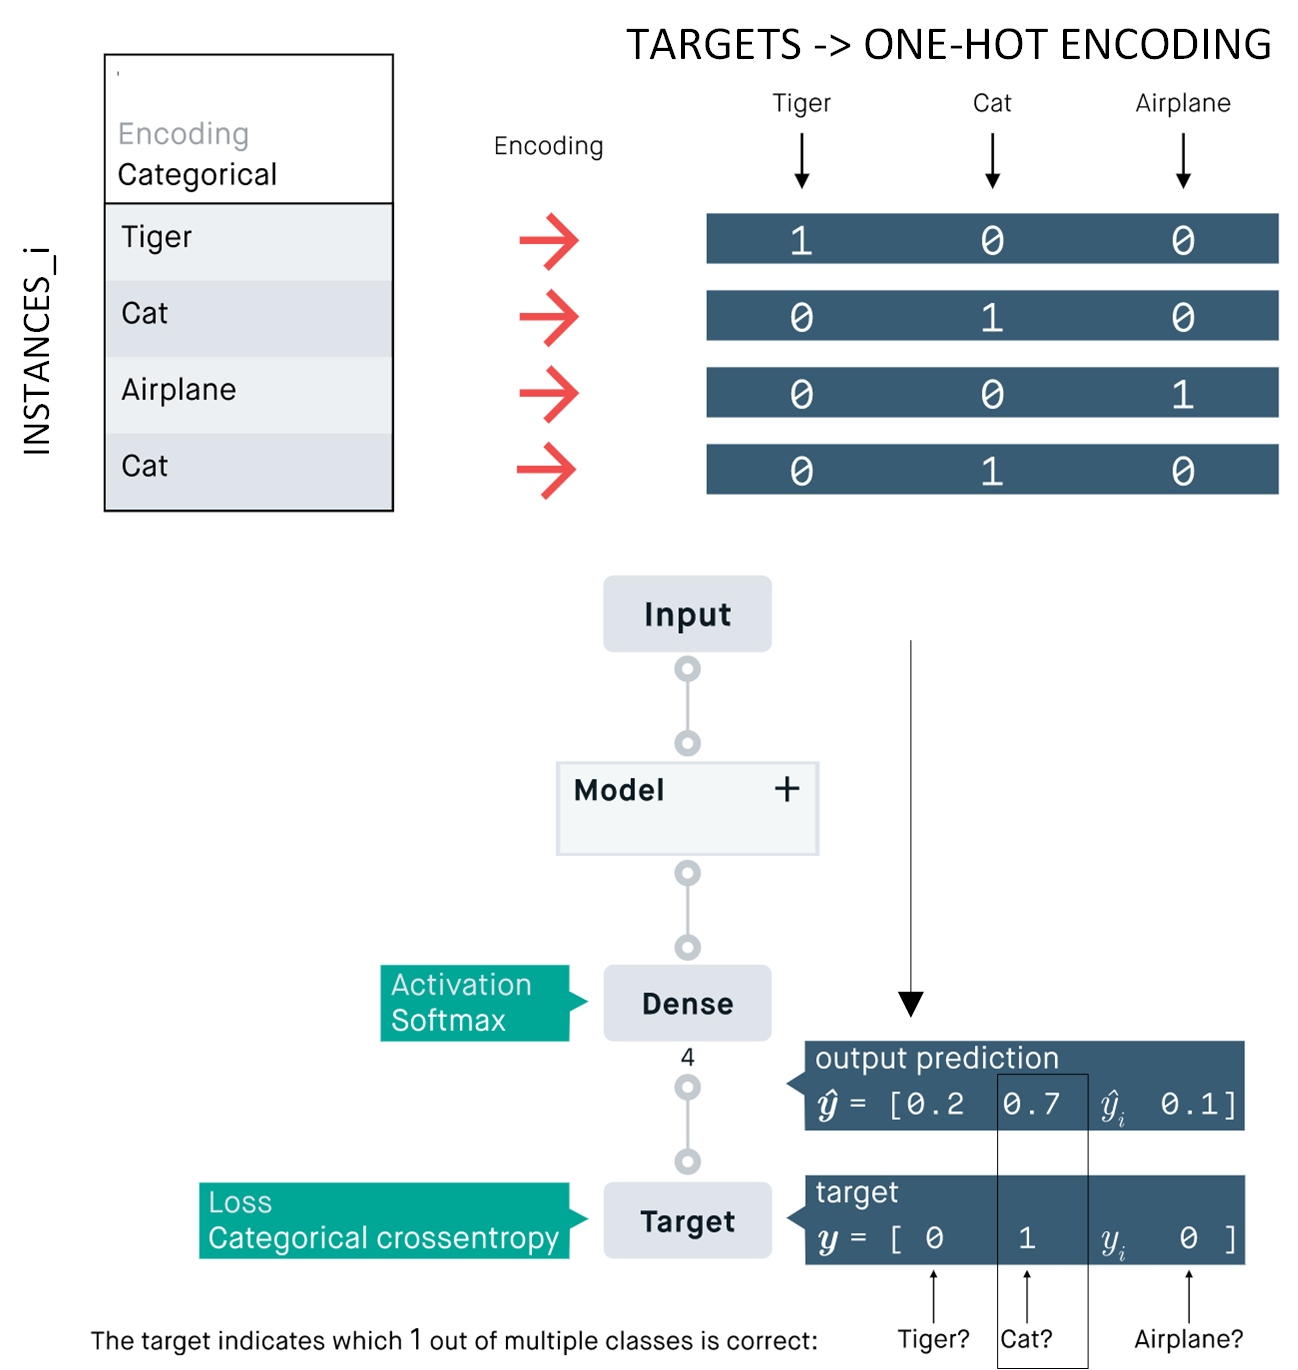 TARGETS -> ONE-HOT ENCODING
Tiger Cat Airplane
Encoding
Categorical
Encoding
INSTANCES_i
Tiger 1 0 0
Cat 0 1 0
Airplane 0 0 1
Cat 0 1 0
Input
Model +
Activation
Softmax
Dense
4
output prediction
ŷ = [0.2 0.7 ŷᵢ 0.1]
Loss
Categorical crossentropy
Target
target
y = [ 0 1 yᵢ 0 ]
The target indicates which 1 out of multiple classes is correct: Tiger? Cat? Airplane?